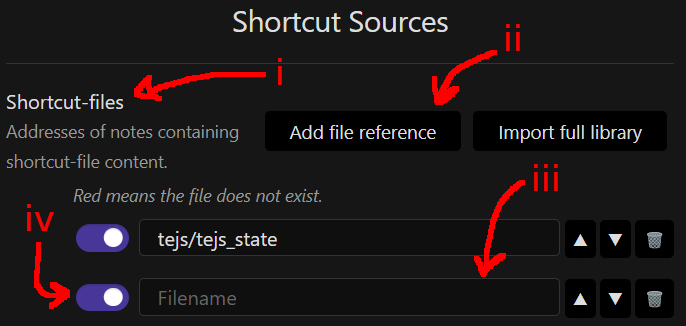 Shortcut Sources
i
ii
Shortcut-files
Addresses of notes containing
shortcut-file content.
Add file reference
Import full library
Red means the file does not exist.
iii
iv
tejs/tejs_state
▲ ▼
Filename
▲ ▼